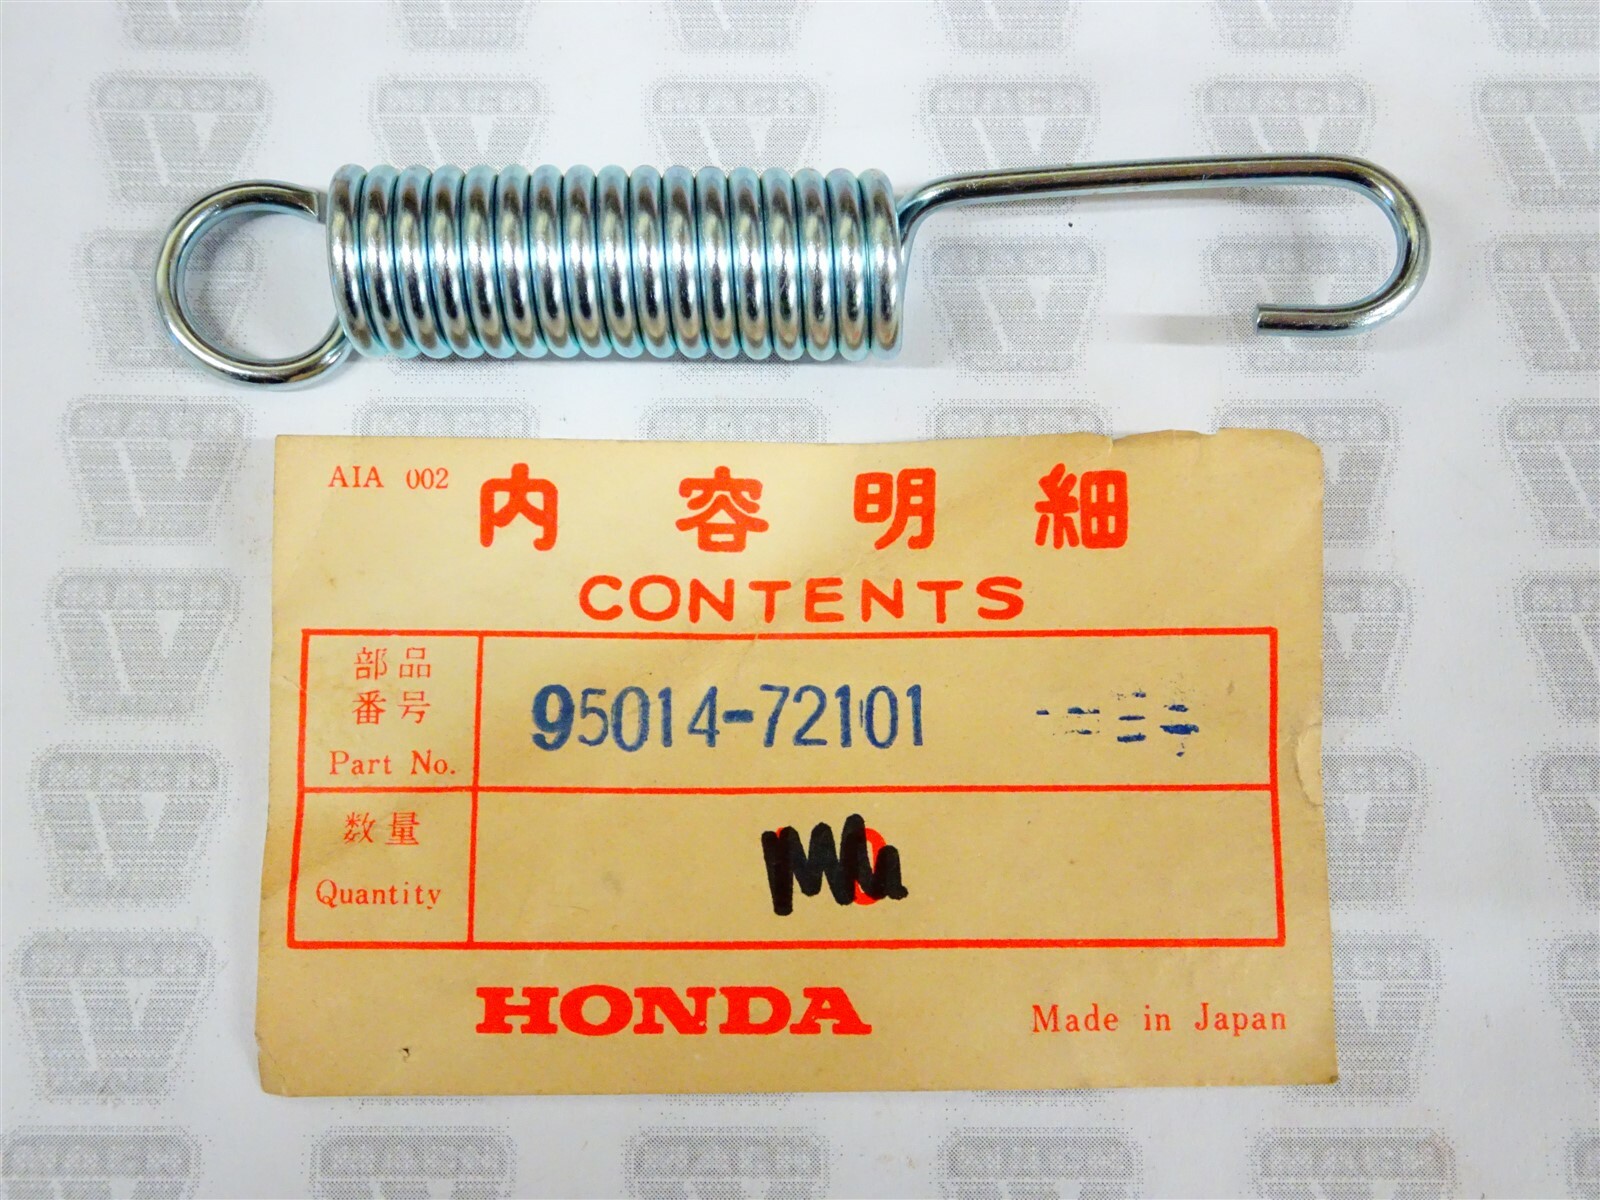 AIA 002
内容明細
CONTENTS
部品
番号
Part No.
95014-72101
数量
Quantity
HONDA
Made in Japan